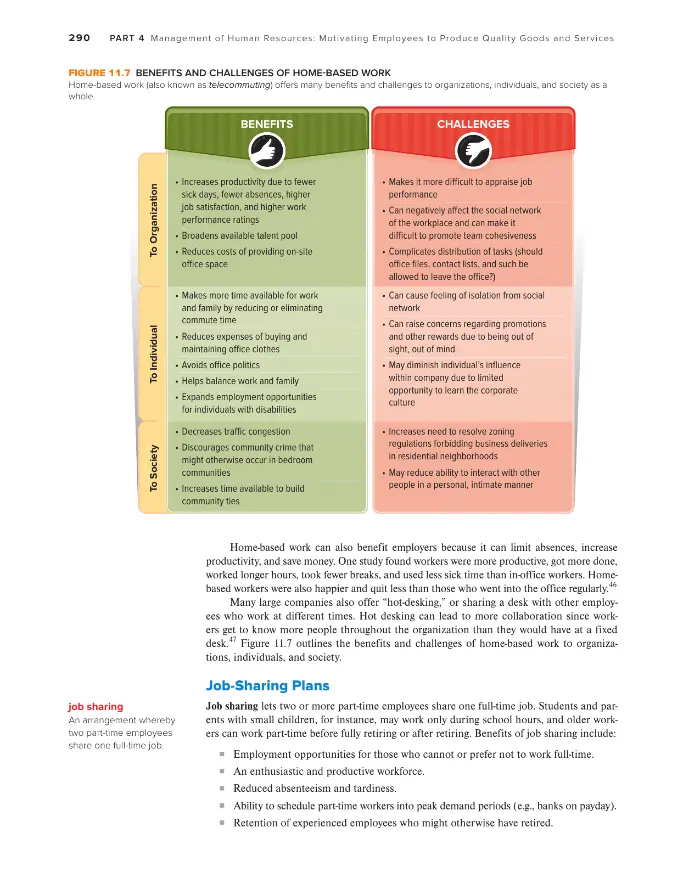 290 PART 4 Management of Human Resources: Motivating Employees to Produce Quality Goods and Services
FIGURE 11.7 BENEFITS AND CHALLENGES OF HOME-BASED WORK
Home-based work (also known as telecommuting) offers many benefits and challenges to organizations, individuals, and society as a
whole.
BENEFITS
CHALLENGES
To Organization
• Increases productivity due to fewer
sick days, fewer absences, higher
job satisfaction, and higher work
performance ratings
• Broadens available talent pool
• Reduces costs of providing on-site
office space
• Makes it more difficult to appraise job
performance
• Can negatively affect the social network
of the workplace and can make it
difficult to promote team cohesiveness
• Complicates distribution of tasks (should
office files, contact lists, and such be
allowed to leave the office?)
To Individual
• Makes more time available for work
and family by reducing or eliminating
commute time
• Reduces expenses of buying and
maintaining office clothes
• Avoids office politics
• Helps balance work and family
• Expands employment opportunities
for individuals with disabilities
• Can cause feeling of isolation from social
network
• Can raise concerns regarding promotions
and other rewards due to being out of
sight, out of mind
• May diminish individual's influence
within company due to limited
opportunity to learn the corporate
culture
To Society
• Decreases traffic congestion
• Discourages community crime that
might otherwise occur in bedroom
communities
• Increases time available to build
community ties
• Increases need to resolve zoning
regulations forbidding business deliveries
in residential neighborhoods
• May reduce ability to interact with other
people in a personal, intimate manner
Home-based work can also benefit employers because it can limit absences, increase
productivity, and save money. One study found workers were more productive, got more done,
worked longer hours, took fewer breaks, and used less sick time than in-office workers. Home-
based workers were also happier and quit less than those who went into the office regularly.46
Many large companies also offer “hot-desking,” or sharing a desk with other employ-
ees who work at different times. Hot desking can lead to more collaboration since work-
ers get to know more people throughout the organization than they would have at a fixed
desk.47 Figure 11.7 outlines the benefits and challenges of home-based work to organiza-
tions, individuals, and society.
Job-Sharing Plans
job sharing
An arrangement whereby
two part-time employees
share one full-time job.
Job sharing lets two or more part-time employees share one full-time job. Students and par-
ents with small children, for instance, may work only during school hours, and older work-
ers can work part-time before fully retiring or after retiring. Benefits of job sharing include:
■ Employment opportunities for those who cannot or prefer not to work full-time.
■ An enthusiastic and productive workforce.
■ Reduced absenteeism and tardiness.
■ Ability to schedule part-time workers into peak demand periods (e.g., banks on payday).
■ Retention of experienced employees who might otherwise have retired.